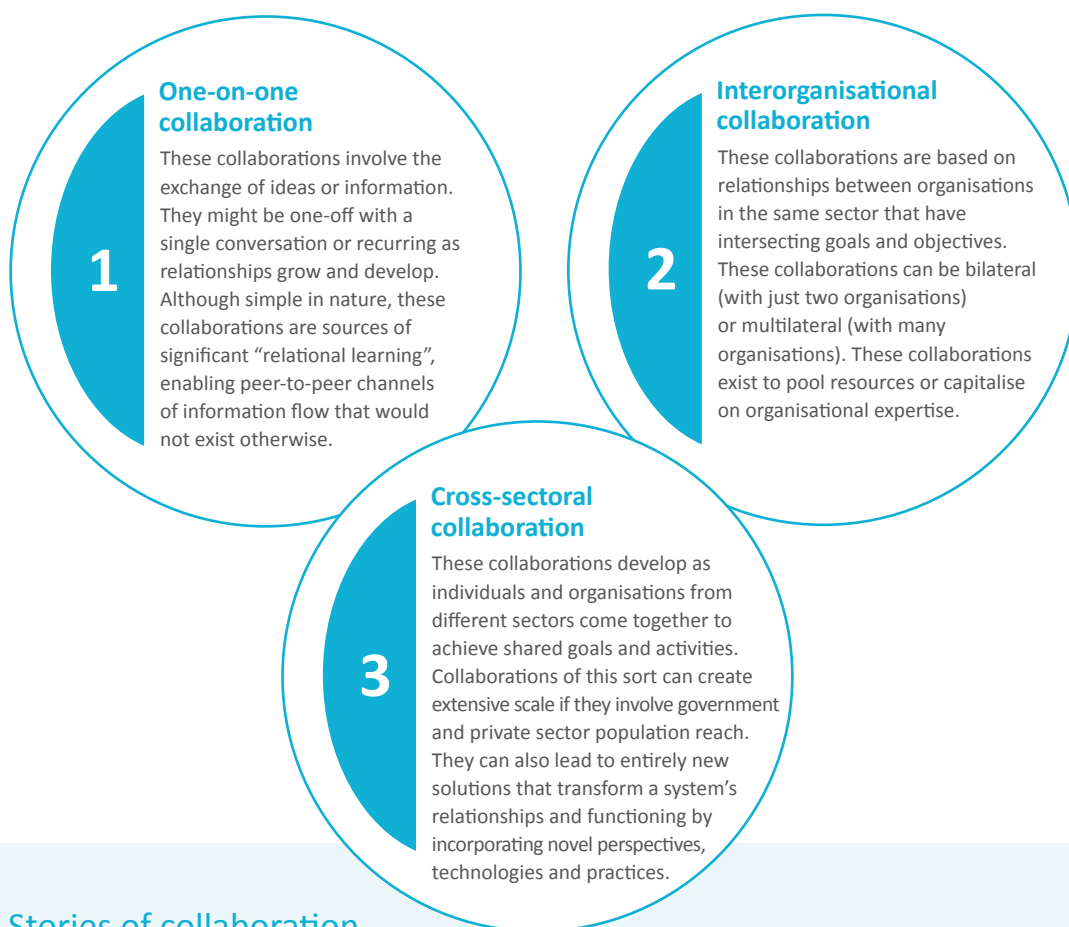 One-on-one
collaboration
These collaborations involve the
exchange of ideas or information.
They might be one-off with a
single conversation or recurring as
relationships grow and develop.
Although simple in nature, these
collaborations are sources of
significant “relational learning”,
enabling peer-to-peer channels
of information flow that would
not exist otherwise.
1
Interorganisational
collaboration
These collaborations are based on
relationships between organisations
in the same sector that have
intersecting goals and objectives.
These collaborations can be bilateral
(with just two organisations)
or multilateral (with many
organisations). These collaborations
exist to pool resources or capitalise
on organisational expertise.
2
Cross-sectoral
collaboration
These collaborations develop as
individuals and organisations from
different sectors come together to
achieve shared goals and activities.
Collaborations of this sort can create
extensive scale if they involve government
and private sector population reach.
They can also lead to entirely new
solutions that transform a system’s
relationships and functioning by
incorporating novel perspectives,
technologies and practices.
3
Stories of collaboration